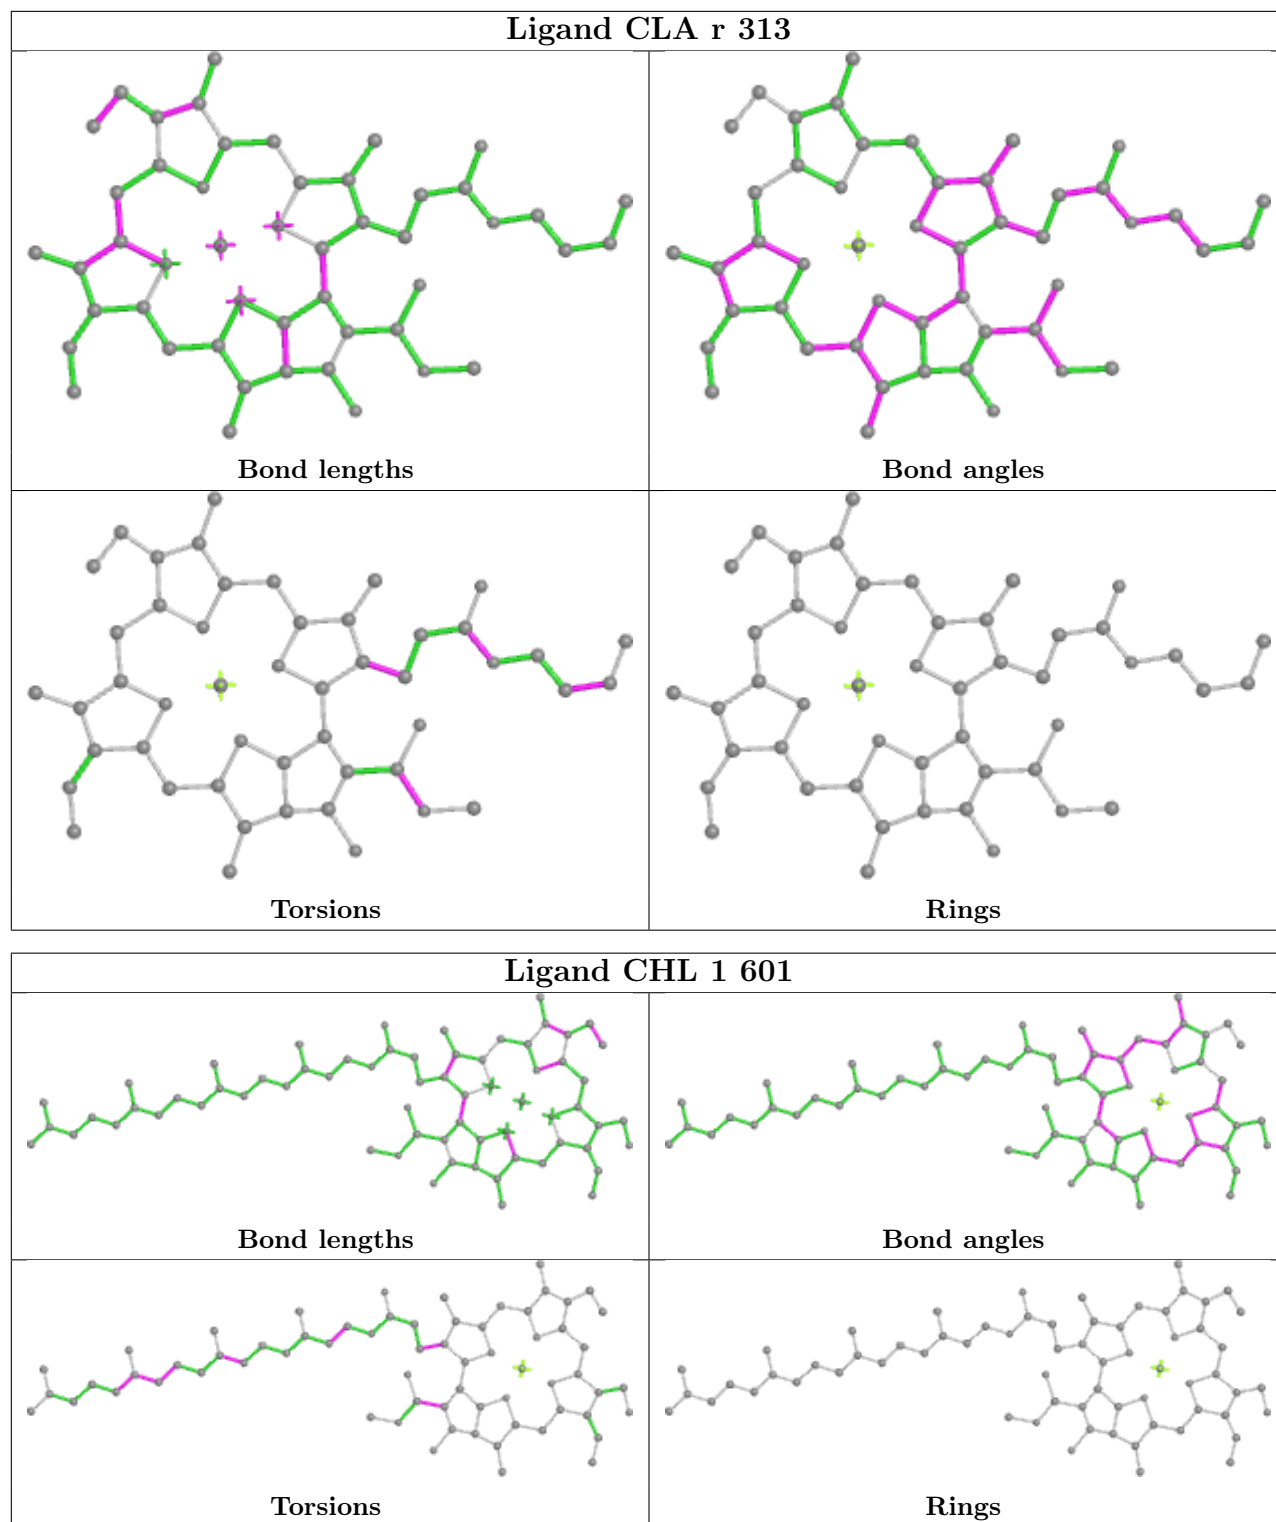 Ligand CLA r 313
Bond lengths
Bond angles
Torsions
Rings
Ligand CHL 1 601
Bond lengths
Bond angles
Torsions
Rings